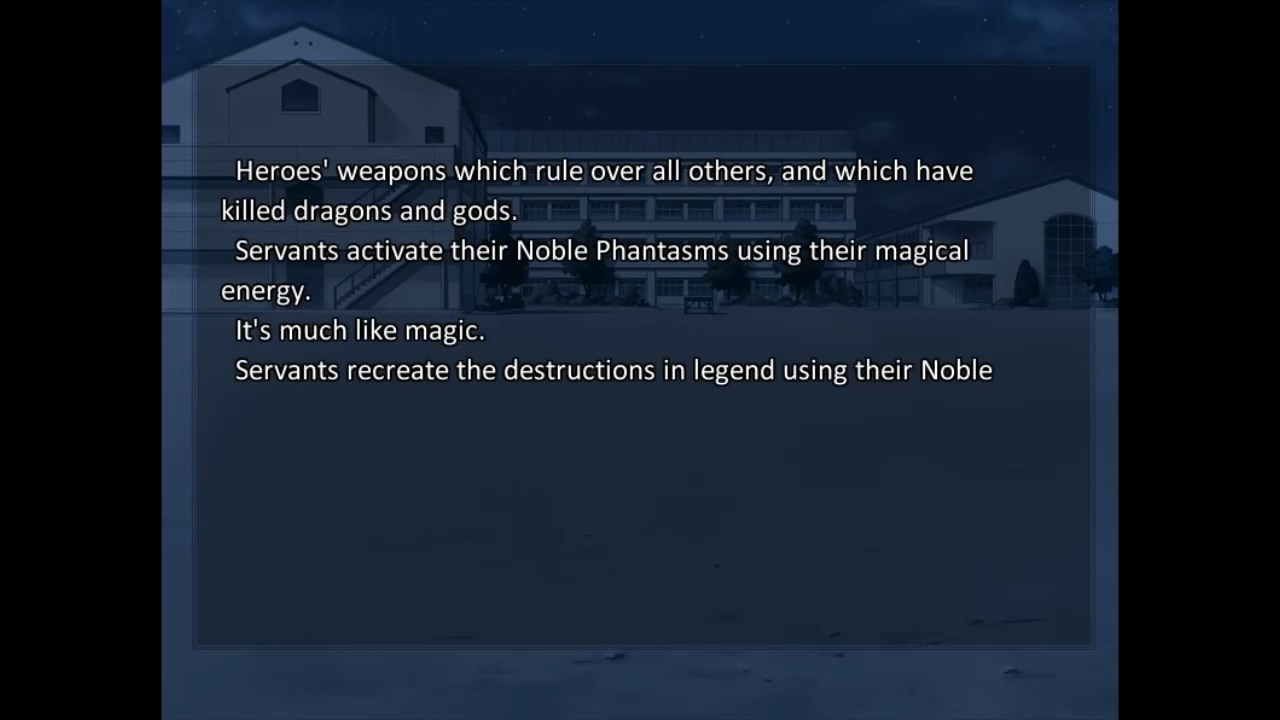 Heroes' weapons which rule over all others, and which have
killed dragons and gods.
Servants activate their Noble Phantasms using their magical
energy.
It's much like magic.
Servants recreate the destructions in legend using their Noble